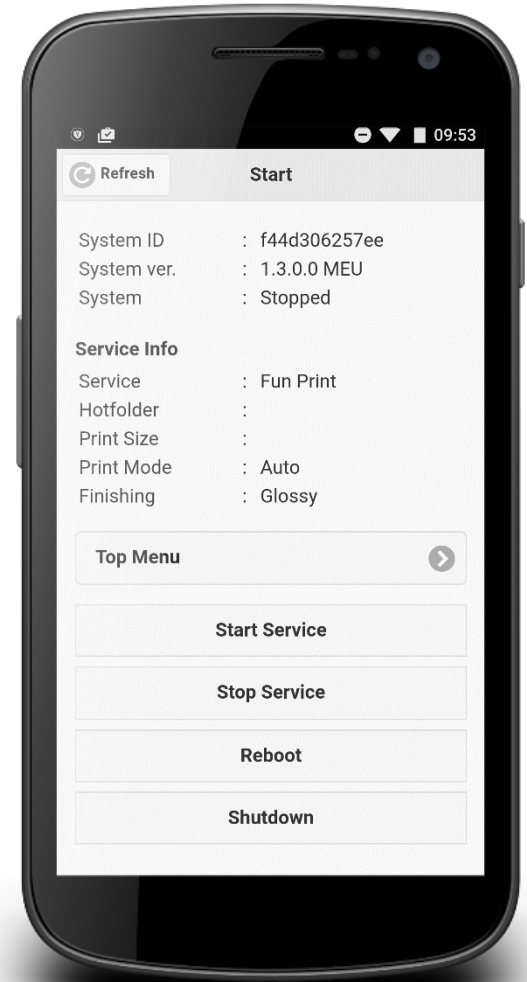 09:53
Refresh
Start
System ID : f44d306257ee
System ver. : 1.3.0.0 MEU
System : Stopped
Service Info
Service : Fun Print
Hotfolder :
Print Size :
Print Mode : Auto
Finishing : Glossy
Top Menu
Start Service
Stop Service
Reboot
Shutdown